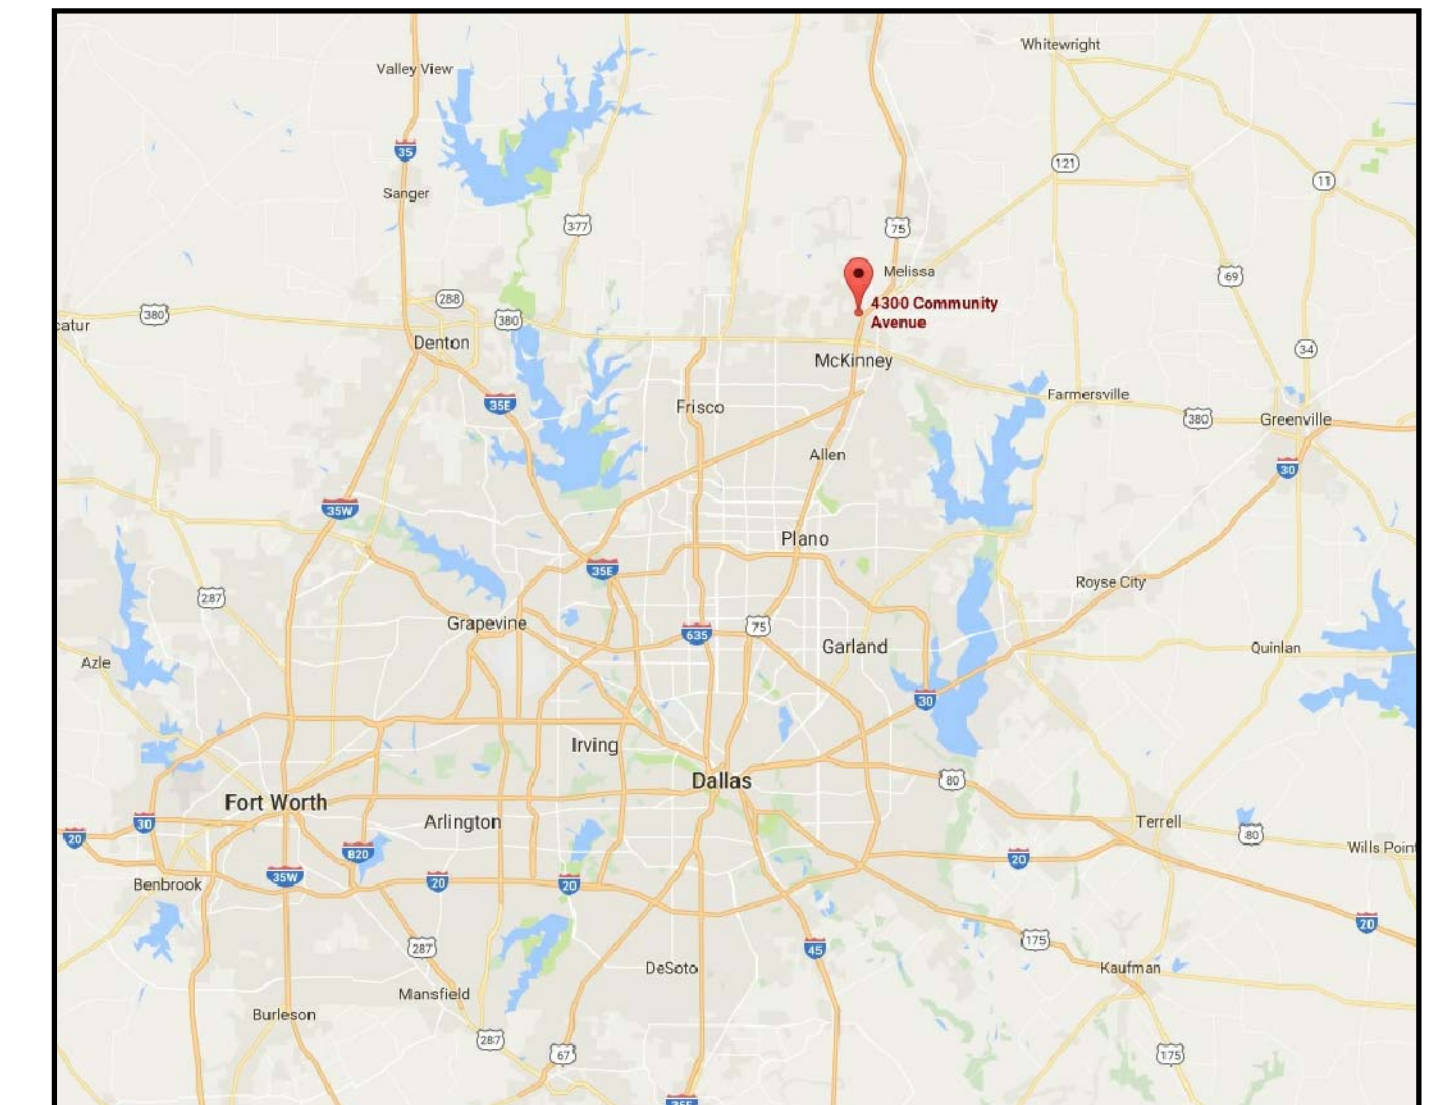 Whitewright
Valley View
35
121
11
Sanger
377
75
Melissa
69
288
4300 Community
Avenue
380
380
catur
Denton
34
McKinney
Farmersville
35E
Frisco
380
Greenville
Allen
30
35W
Plano
35E
Royse City
287
Grapevine
75
635
Garland
Quinlan
Azle
30
Irving
Dallas
80
Fort Worth
30
Arlington
Terrell
80
20
Wills Point
820
20
35W
20
20
Benbrook
20
287
175
45
DeSoto
Kaufman
Mansfield
Burleson
287
67
175
35E